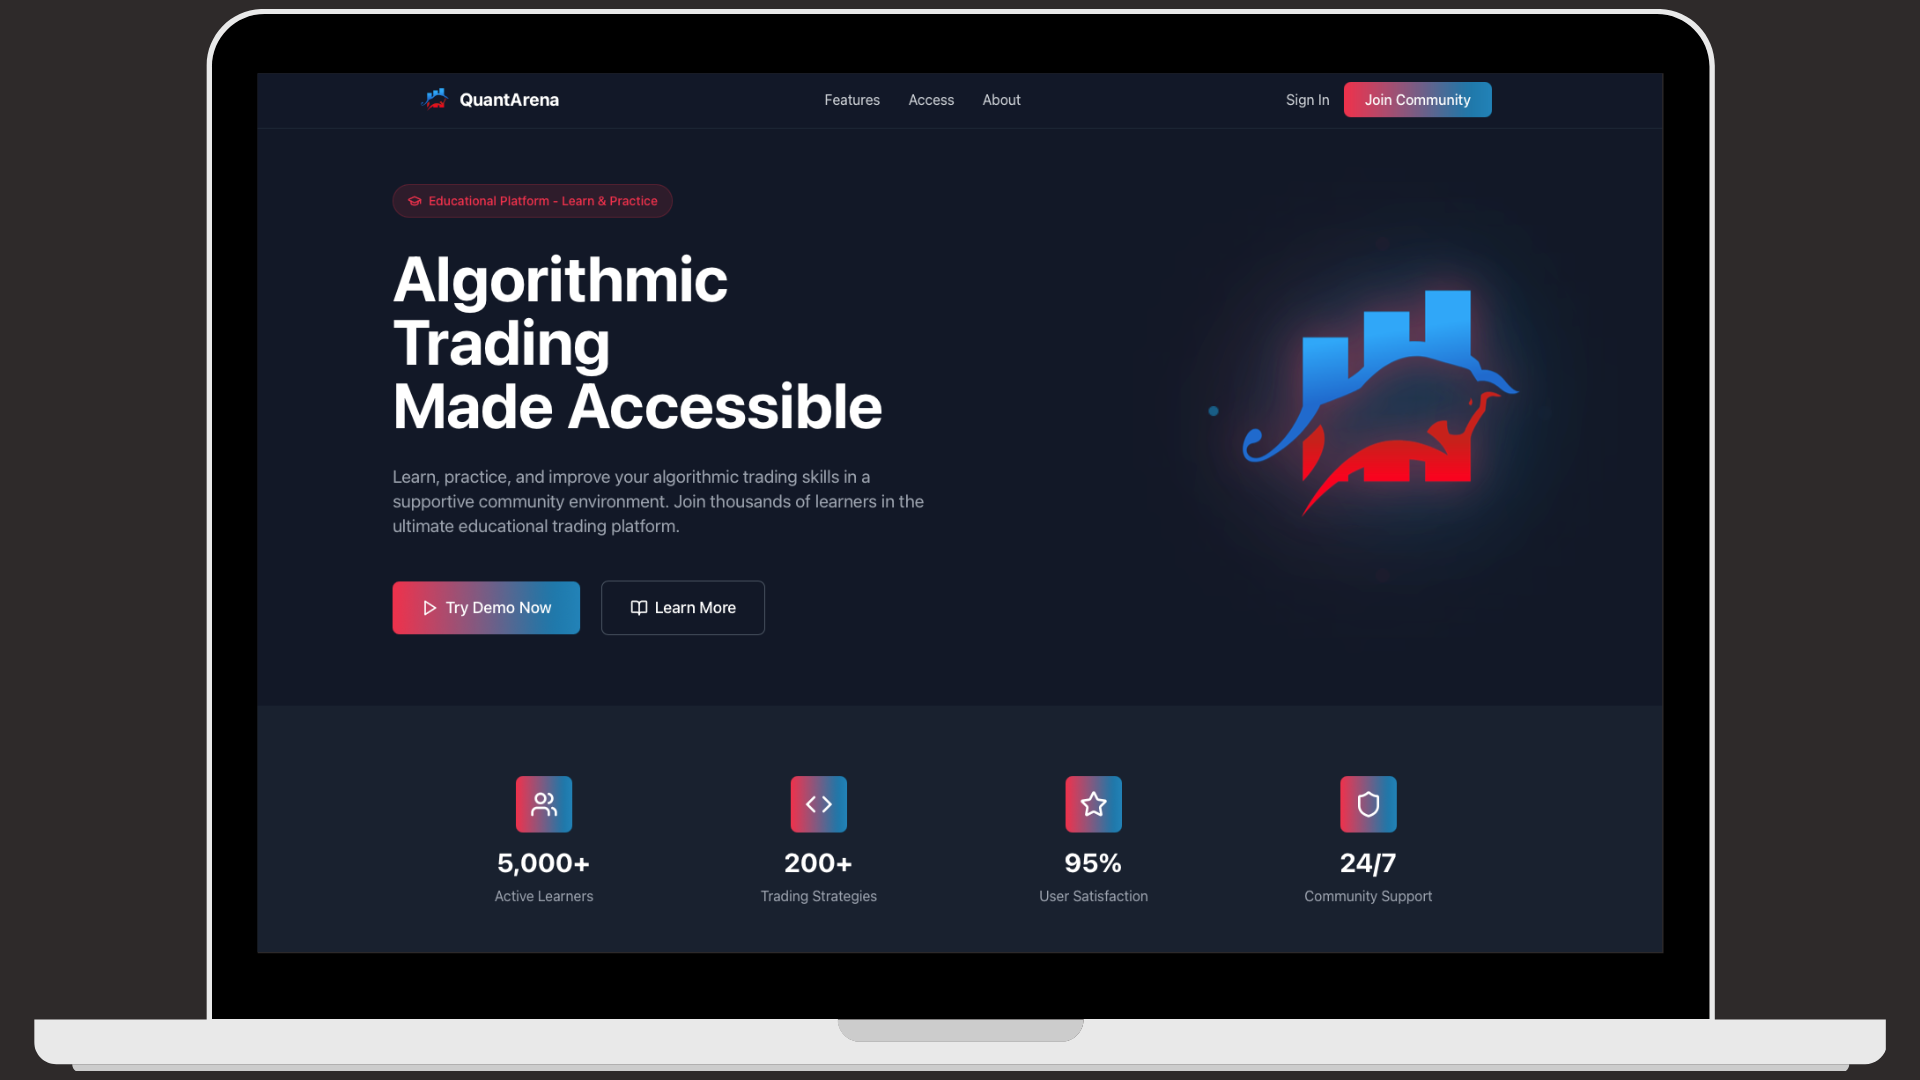 QuantArena
Features
Access
About
Sign In
Join Community
Educational Platform - Learn & Practice
Algorithmic
Trading
Made Accessible
Learn, practice, and improve your algorithmic trading skills in a
supportive community environment. Join thousands of learners in the
ultimate educational trading platform.
Try Demo Now
Learn More
5,000+
Active Learners
200+
Trading Strategies
95%
User Satisfaction
24/7
Community Support